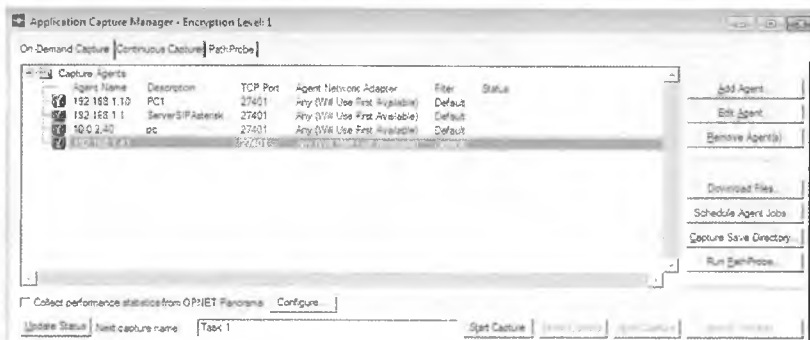 Application Capture Manager - Encryption Level: 1
On-Demand Capture Continuous Capture PathProbe
Capture Agents
Agent Name Description TCP Port Agent Network Adapter Filter Status
192.168.1.10 PC1 27401 Any (Will Use First Available) Default
192.168.1.1 ServerSIPAsterisk 27401 Any (Will Use First Available) Default
10.0.2.40 pc 27401 Any (Will Use First Available) Default
27401
Add Agent...
Edit Agent...
Remove Agent(s)
Download Files...
Schedule Agent Jobs
Capture Save Directory...
Run PathProbe...
Collect performance statistics from OPNET Panorama Configure...
Update Status Next capture name: Task 1 Start Capture